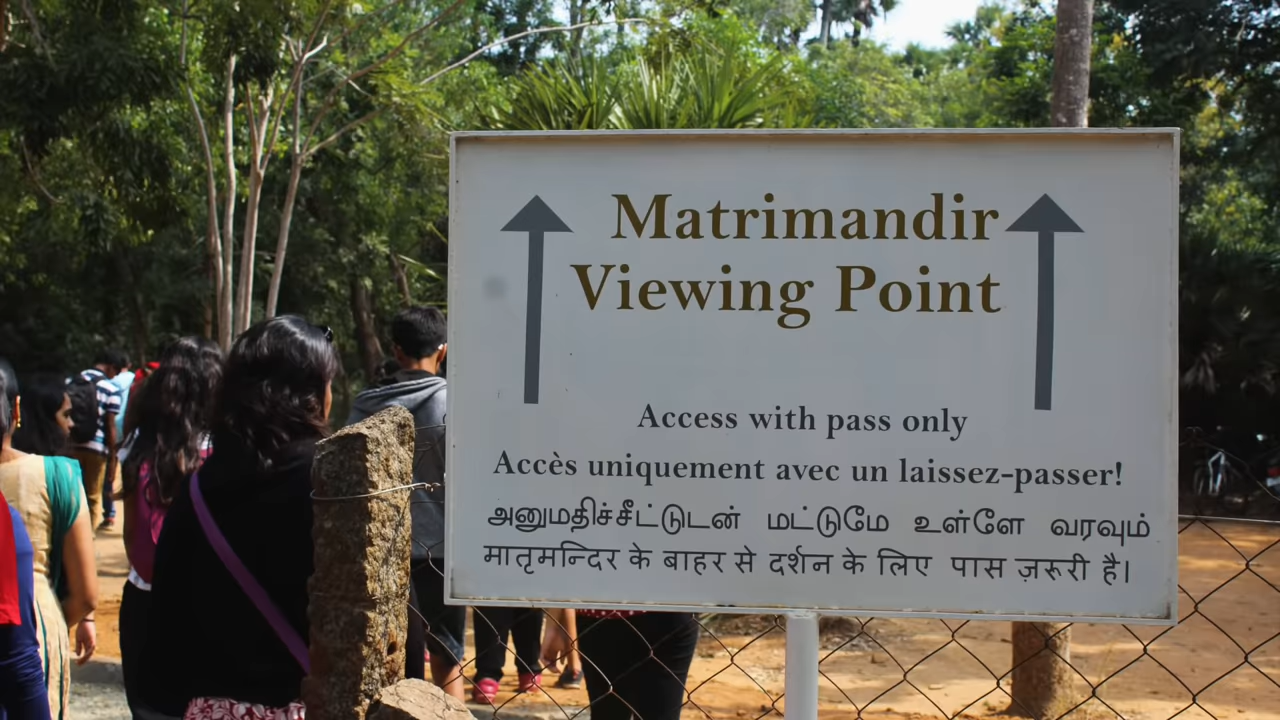 Matrimandir
Viewing Point
Access with pass only
Accès uniquement avec un laissez-passer!
அனுமதிச்சீட்டுடன் மட்டுமே உள்ளே வரவும்
मातृमन्दिर के बाहर से दर्शन के लिए पास ज़रूरी है।